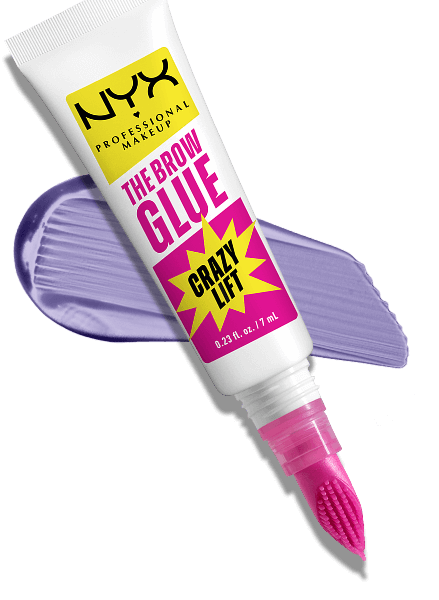 NYX
PROFESSIONAL
MAKEUP
THE BROW
GLUE
CRAZY
LIFT
0.23 fl. oz. / 7 mL